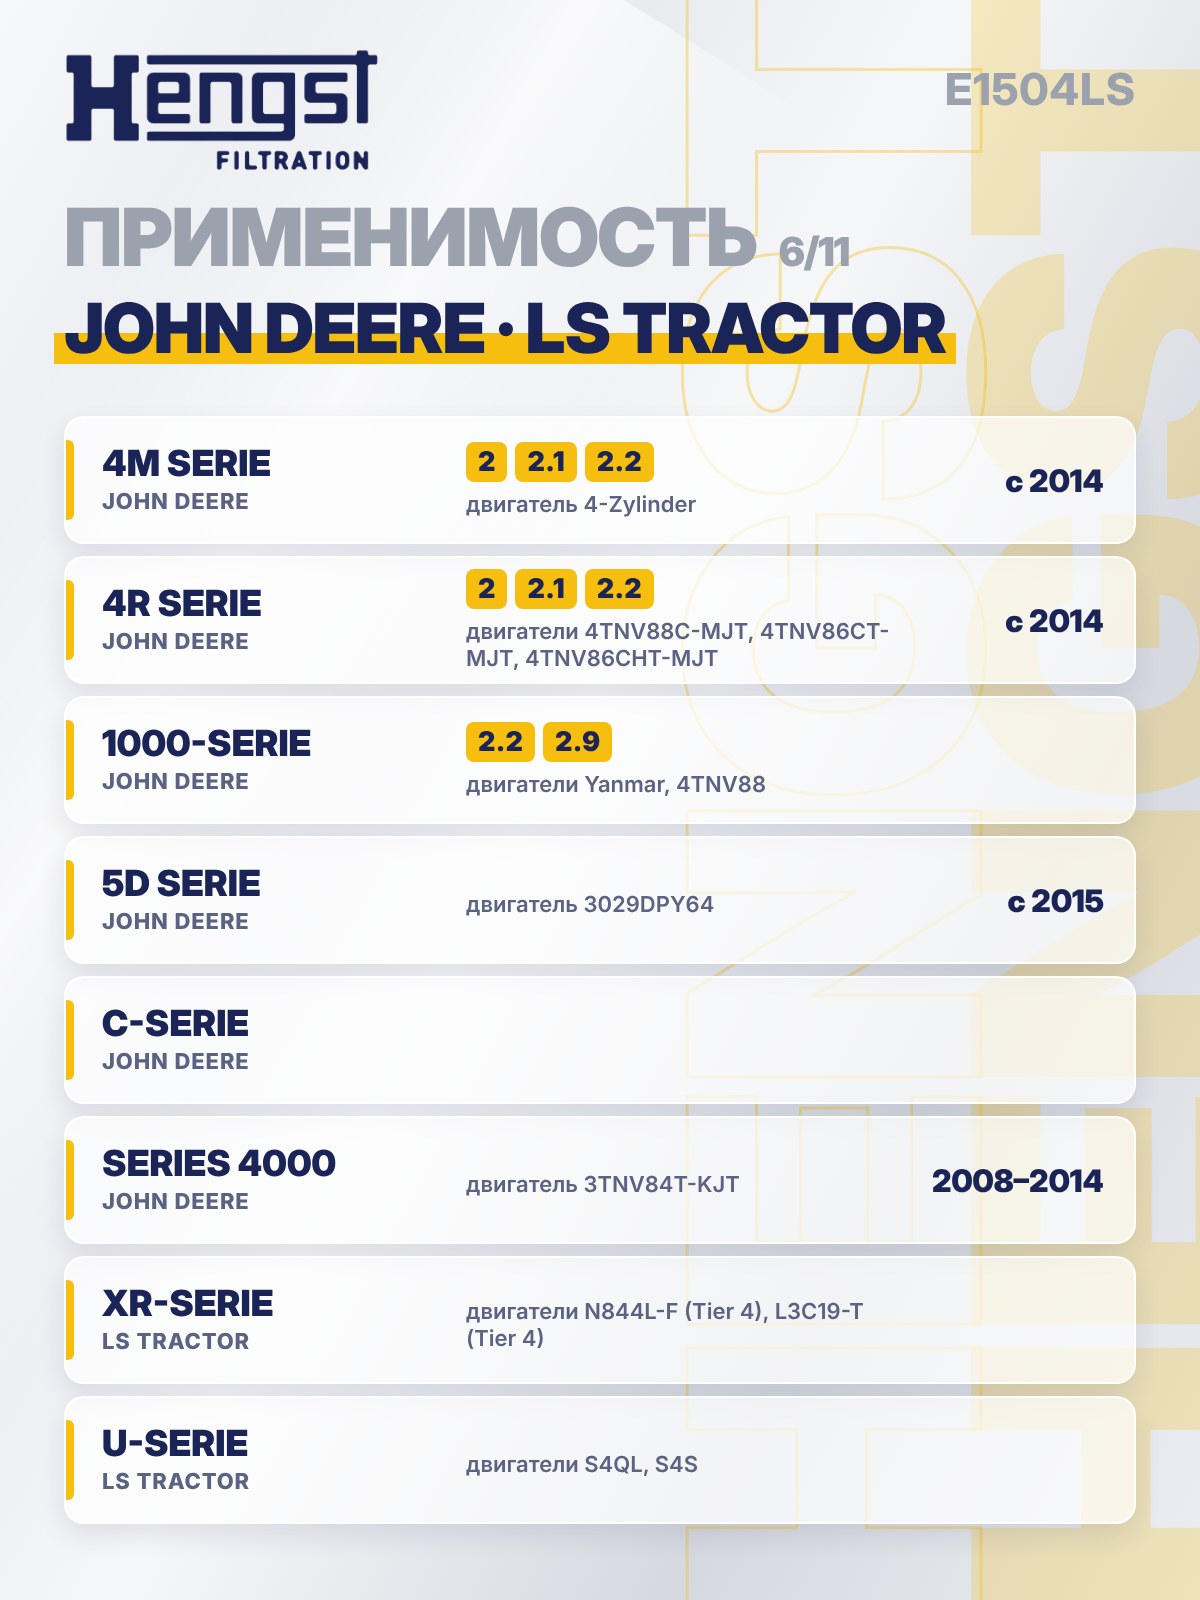 Hengst
FILTRATION
E1504LS
ПРИМЕНИМОСТЬ 6/11
JOHN DEERE · LS TRACTOR
4M SERIE
JOHN DEERE
2 2.1 2.2
двигатель 4-Zylinder
с 2014
4R SERIE
JOHN DEERE
2 2.1 2.2
двигатели 4TNV88C-MJT, 4TNV86CT-
MJT, 4TNV86CHT-MJT
с 2014
1000-SERIE
JOHN DEERE
2.2 2.9
двигатели Yanmar, 4TNV88
5D SERIE
JOHN DEERE
двигатель 3029DPY64
с 2015
C-SERIE
JOHN DEERE
SERIES 4000
JOHN DEERE
двигатель 3TNV84T-KJT
2008–2014
XR-SERIE
LS TRACTOR
двигатели N844L-F (Tier 4), L3C19-T
(Tier 4)
U-SERIE
LS TRACTOR
двигатели S4QL, S4S
HENGST
HENGST